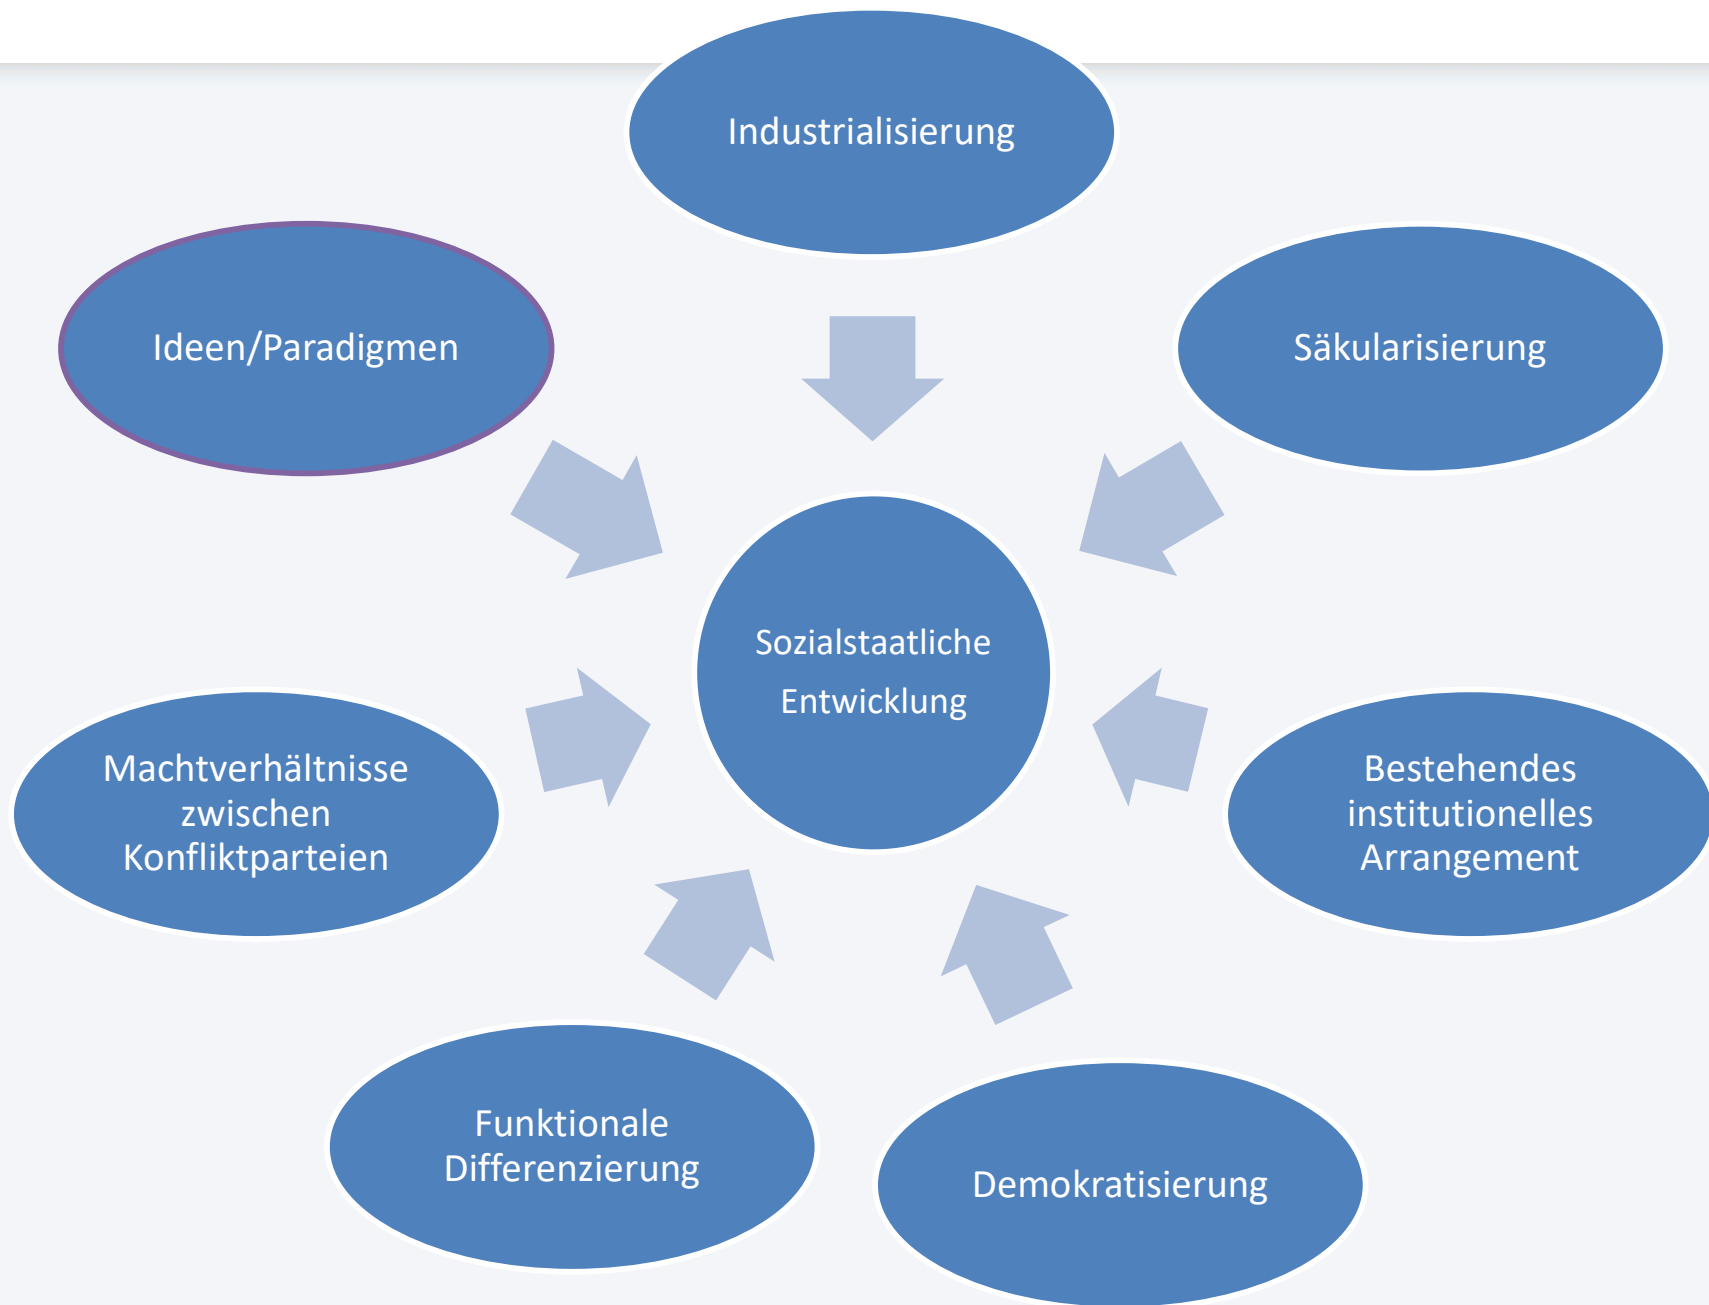 Industrialisierung
Ideen/Paradigmen
Säkularisierung
Sozialstaatliche
Entwicklung
Machtverhältnisse
zwischen
Konfliktparteien
Bestehendes
institutionelles
Arrangement
Funktionale
Differenzierung
Demokratisierung